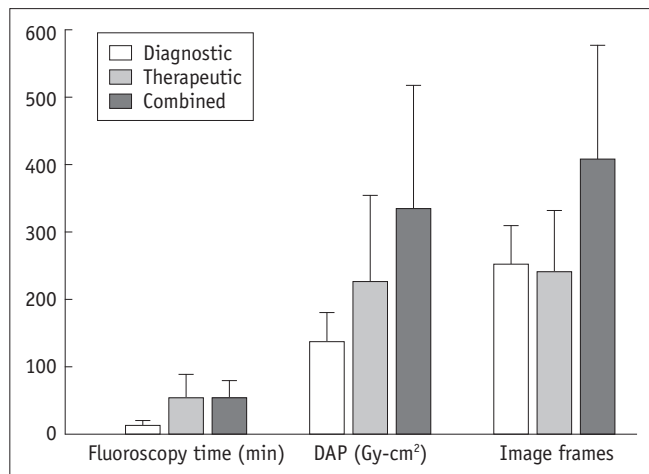 600
500
400
300
200
100
0
Diagnostic
Therapeutic
Combined
Fluoroscopy time (min)
DAP (Gy-cm²)
Image frames